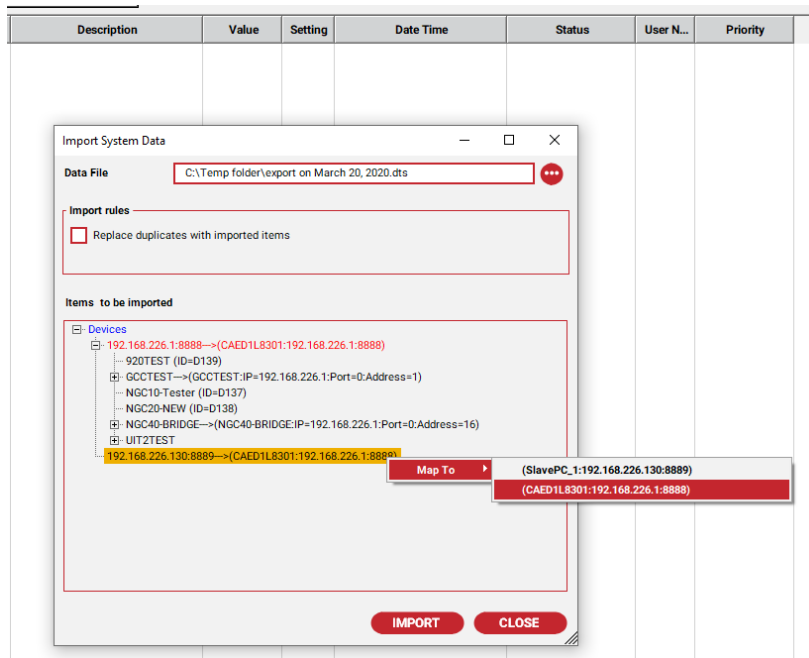 Description Value Setting Date Time Status User N... Priority
Import System Data
Data File C:\Temp folder\export on March 20, 2020.dts
Import rules
Replace duplicates with imported items
Items to be imported
Devices
192.168.226.1:8888--->(CAED1L8301:192.168.226.1:8888)
920TEST (ID=D139)
GCCTEST--->(GCCTEST:IP=192.168.226.1:Port=0:Address=1)
NGC10-Tester (ID=D137)
NGC20-NEW (ID=D138)
NGC40-BRIDGE--->(NGC40-BRIDGE:IP=192.168.226.1:Port=0:Address=16)
UIT2TEST
192.168.226.130:8889--->(CAED1L8301:192.168.226.1:8888)
Map To (SlavePC_1:192.168.226.130:8889)
(CAED1L8301:192.168.226.1:8888)
IMPORT CLOSE